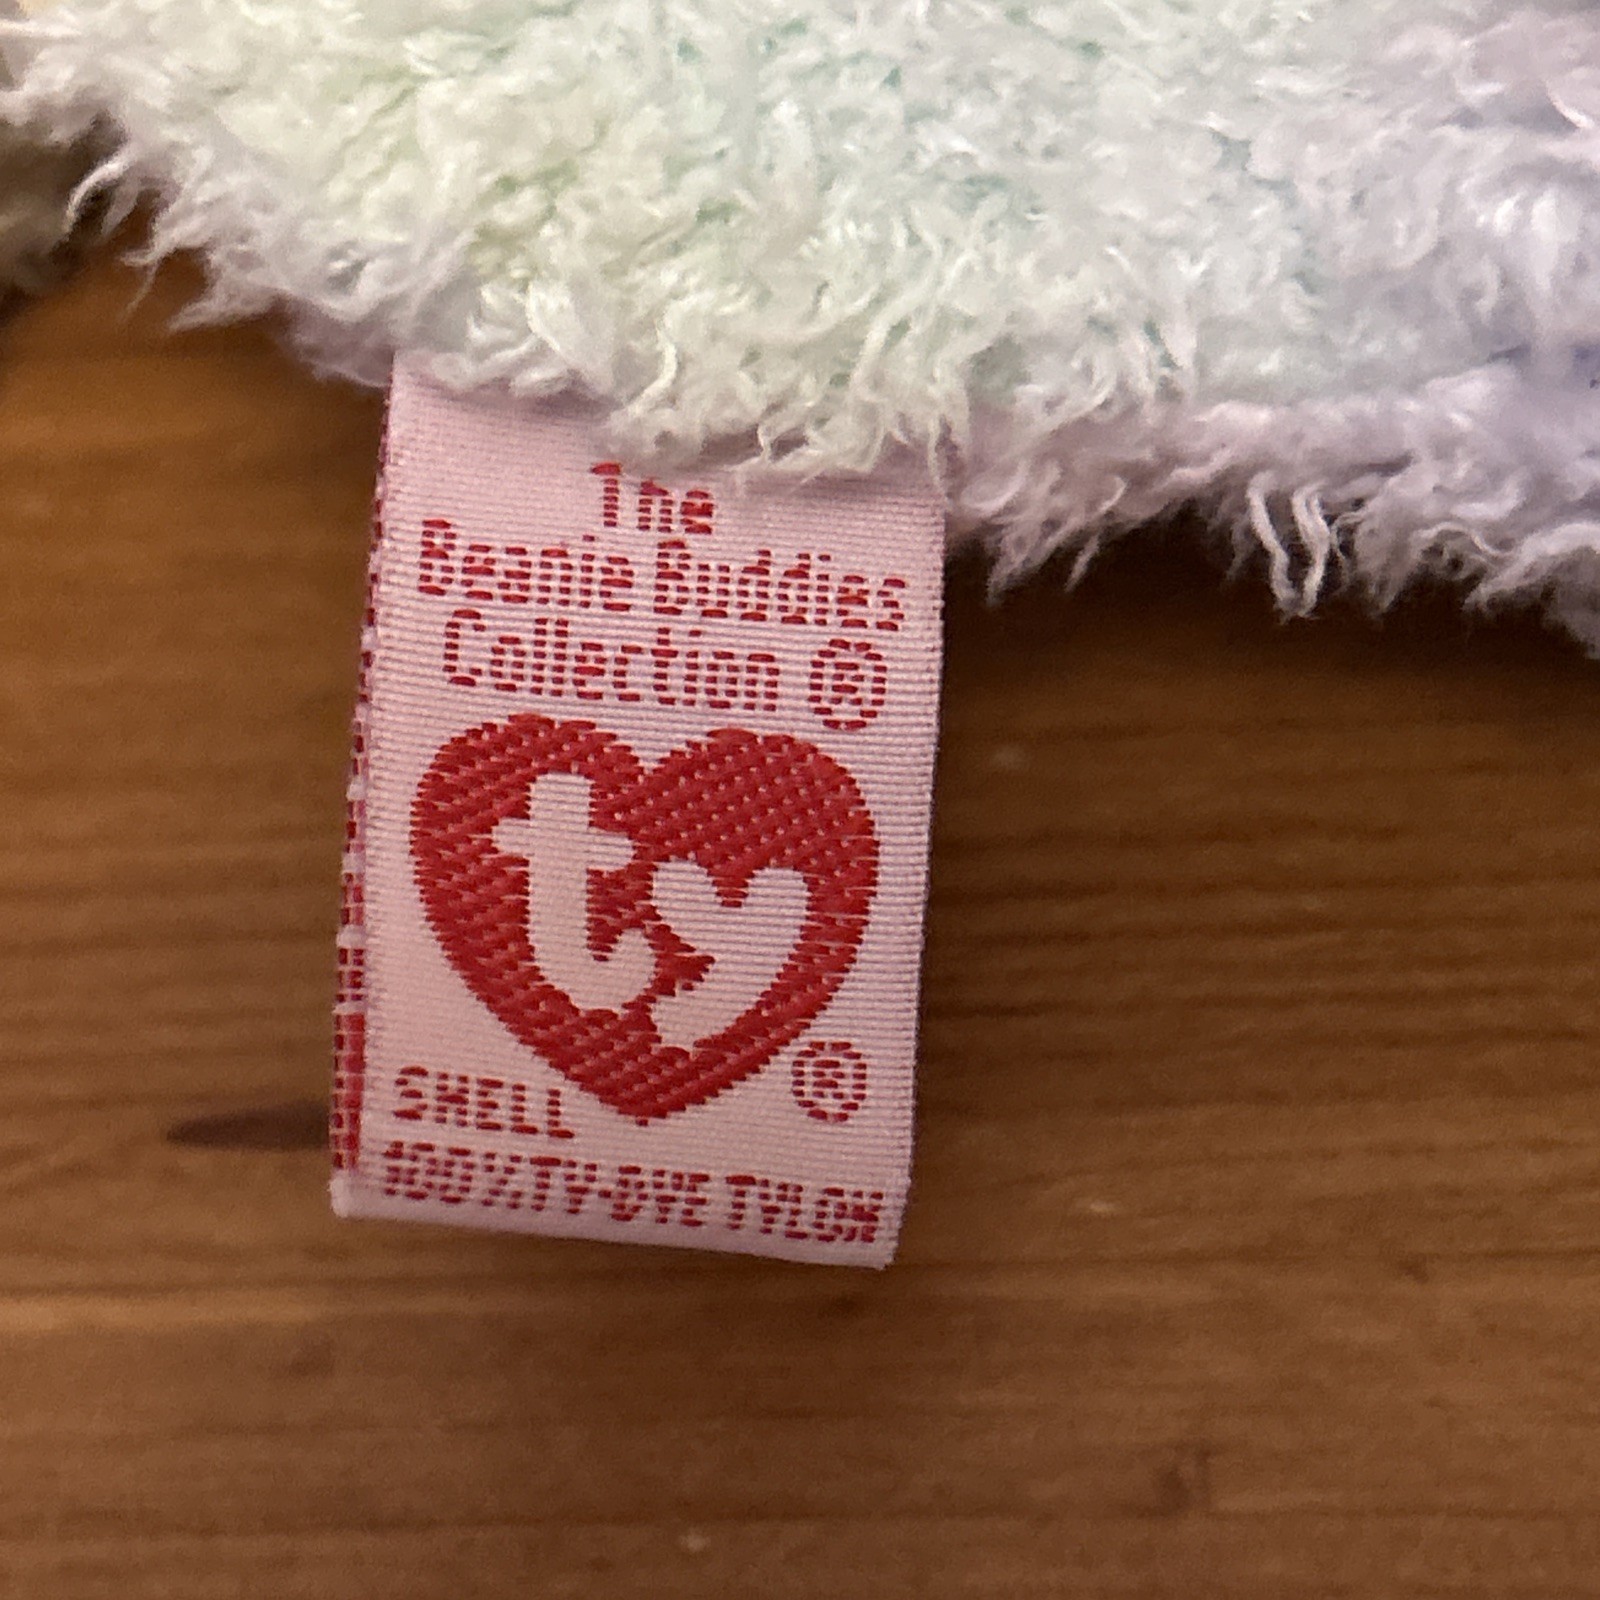 The
Beanie Buddies
Collection ®
ty
®
SHELL
100%TY-DYE TYLON